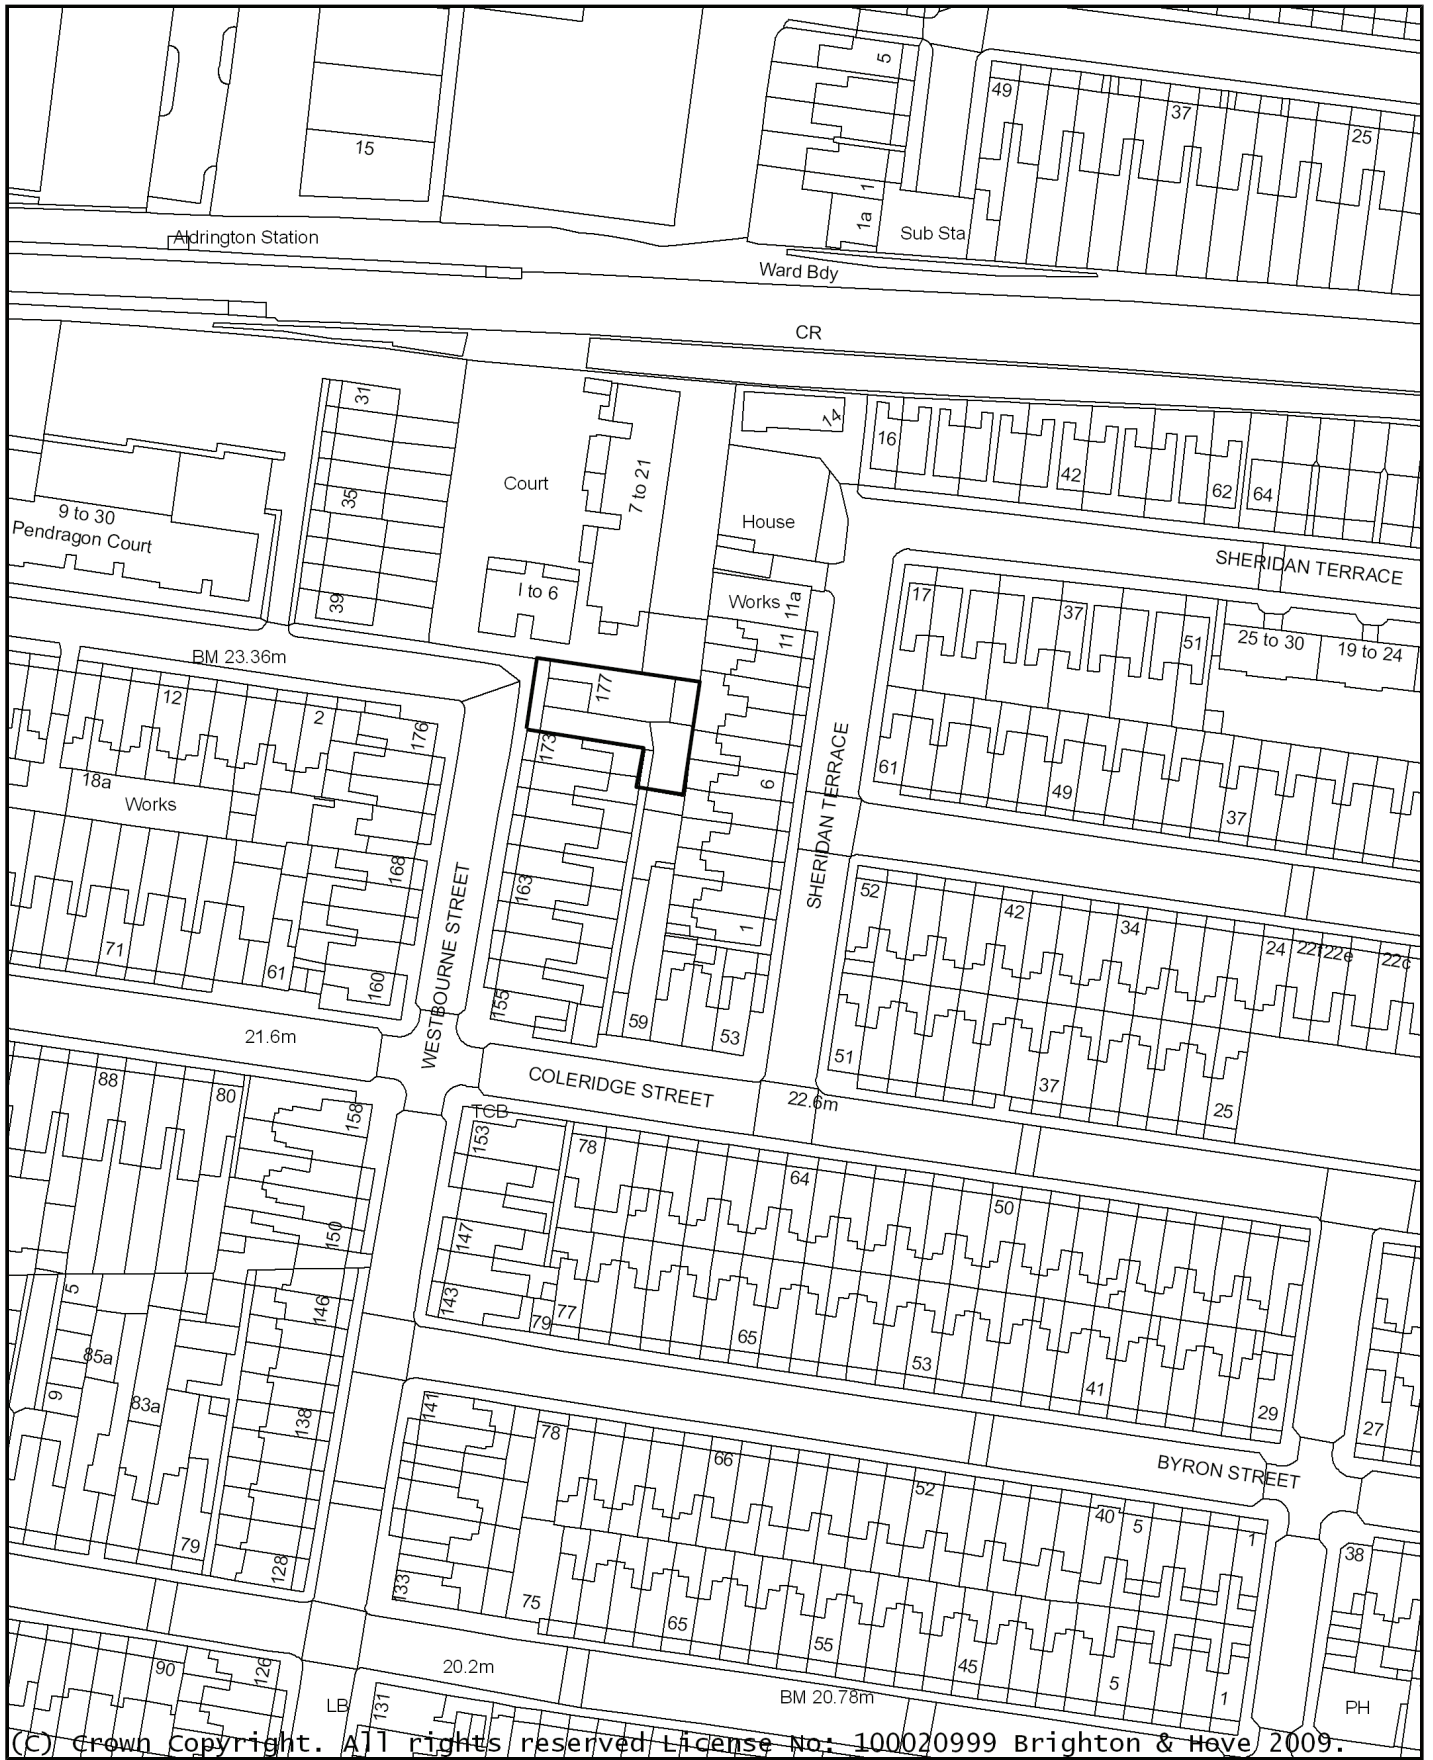 5
49
37
25
15
1
1a
Sub Sta
Aldrington Station
Ward Bdy
CR
31
14
16
42
62
64
Court
7 to 21
35
House
9 to 30
Pendragon Court
SHERIDAN TERRACE
I to 6
39
Works
11a
11
17
37
51
25 to 30
19 to 24
BM 23.36m
12
2
176
177
173
6
61
49
37
18a
Works
SHERIDAN TERRACE
168
163
52
42
34
24
22f
22e
22c
71
61
160
WESTBOURNE STREET
155
59
53
1
51
37
25
21.6m
COLERIDGE STREET
22.6m
88
80
158
TCB
153
78
64
50
150
147
5
146
143
79
77
65
53
41
29
27
85a
9
83a
138
141
78
66
52
BYRON STREET
40
5
1
38
79
128
133
75
65
55
45
5
1
90
126
20.2m
LB
131
BM 20.78m
PH
(C) Crown Copyright. All rights reserved License No: 100020999 Brighton & Hove 2009.